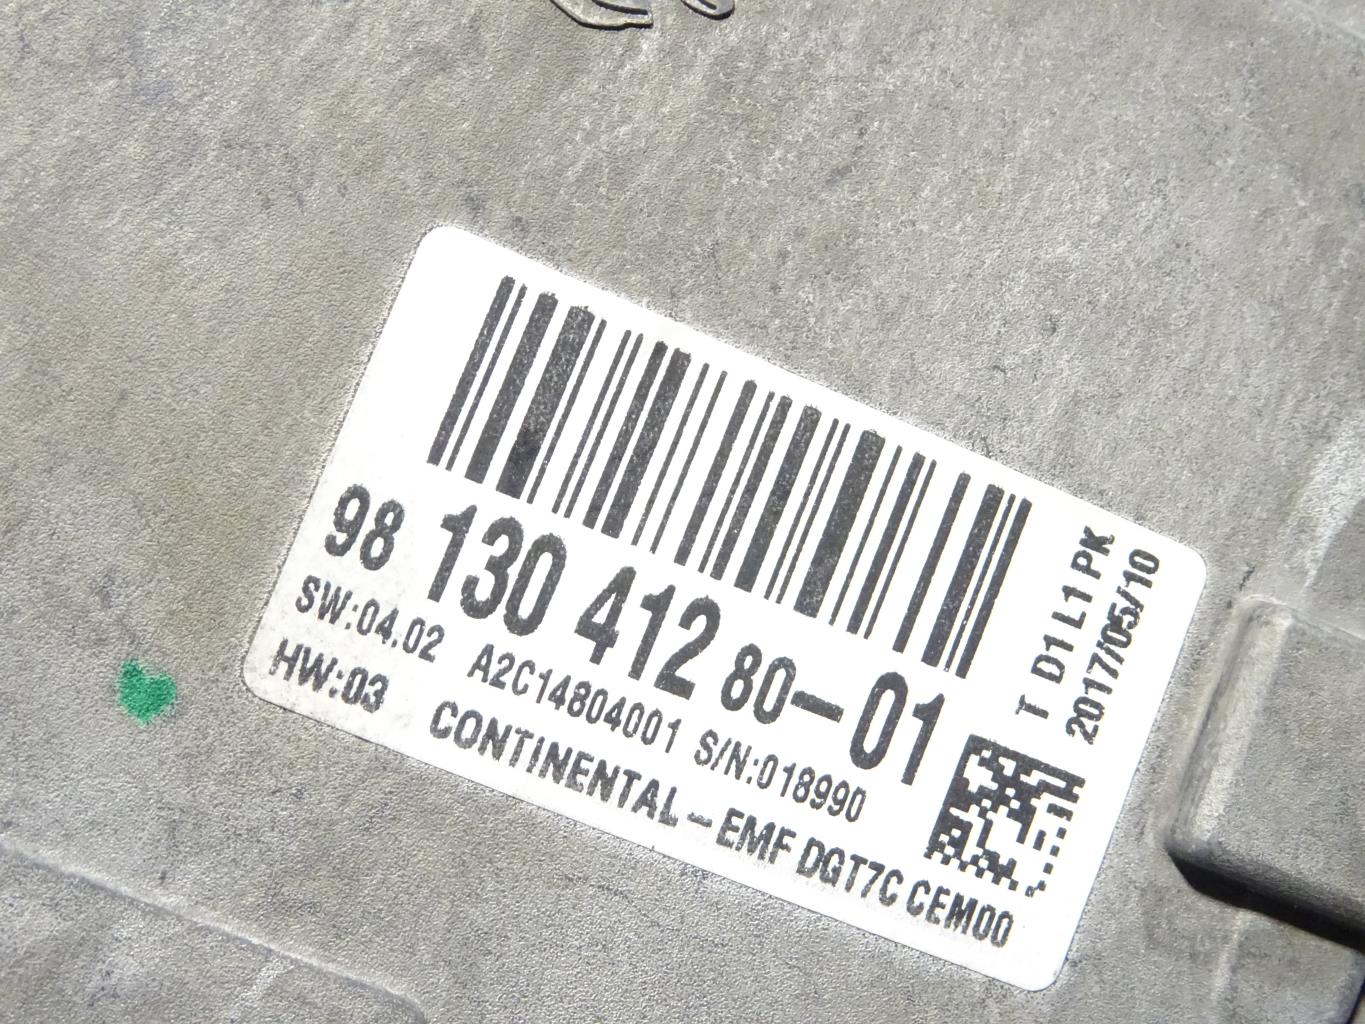 98 130 412 80-01
SW:04.02 A2C14804001 S/N:018990
HW:03 CONTINENTAL-EMF DGT7C CEM00
T D1 L1 PK
2017/05/10